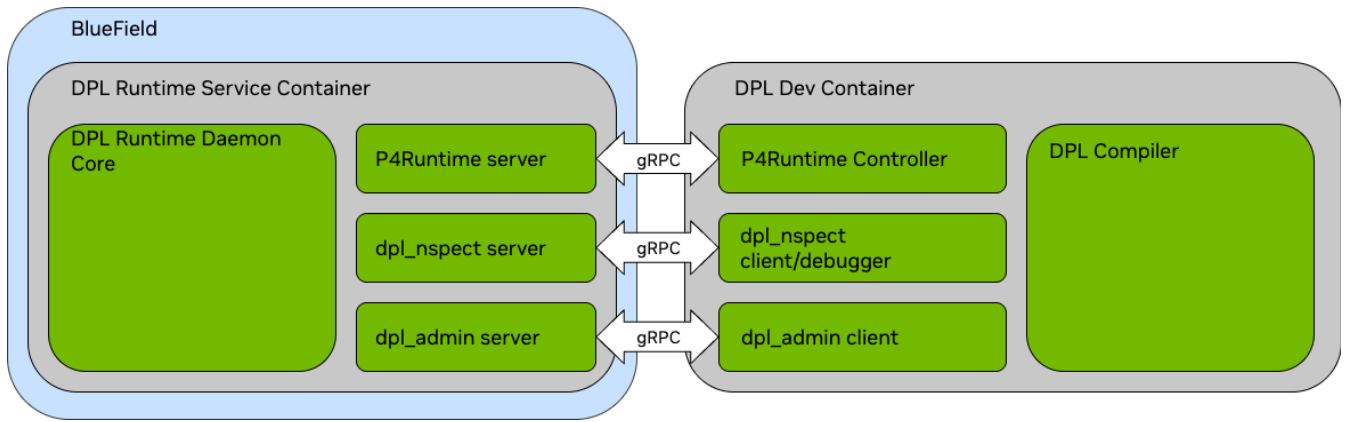 BlueField
DPL Runtime Service Container
DPL Runtime Daemon
Core
P4Runtime server
dpl_nspect server
dpl_admin server
gRPC
gRPC
gRPC
DPL Dev Container
P4Runtime Controller
dpl_nspect
client/debugger
dpl_admin client
DPL Compiler